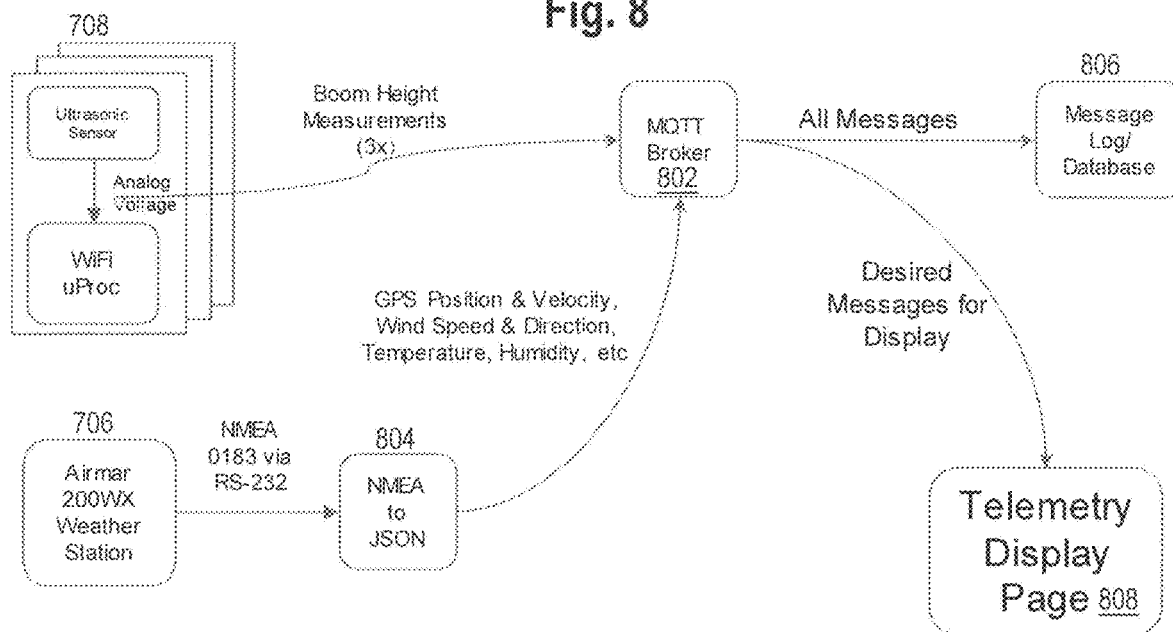 Fig. 8
708
Ultrasonic
Sensor
Analog
Voltage
WiFi
uProc
Boom Height
Measurements
(3x)
MQTT
Broker
802
All Messages
806
Message
Log/
Database
GPS Position & Velocity,
Wind Speed & Direction,
Temperature, Humidity, etc
Desired
Messages for
Display
706
Airmar
200WX
Weather
Station
NMEA
0183 via
RS-232
804
NMEA
to
JSON
Telemetry
Display
Page 808